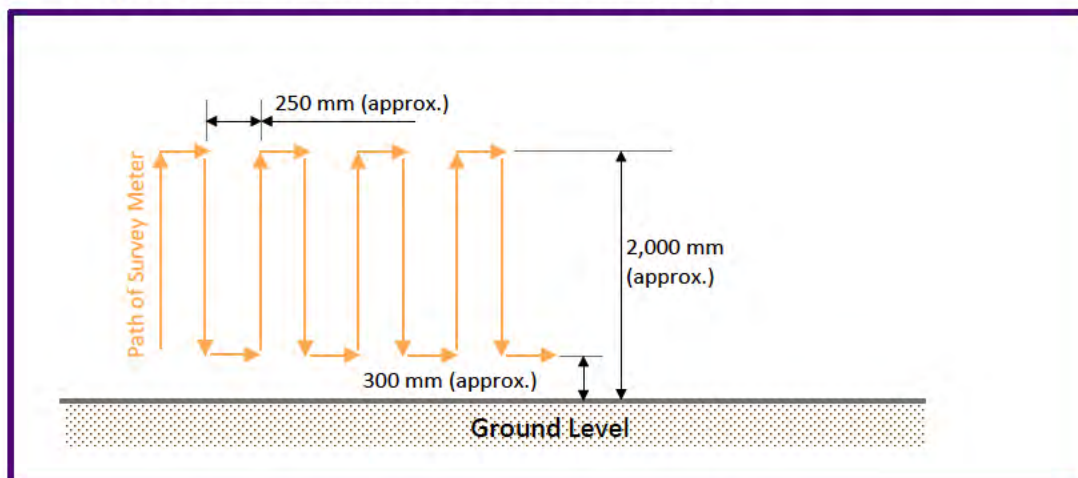 250 mm (approx.)
Path of Survey Meter
2,000 mm
(approx.)
300 mm (approx.)
Ground Level